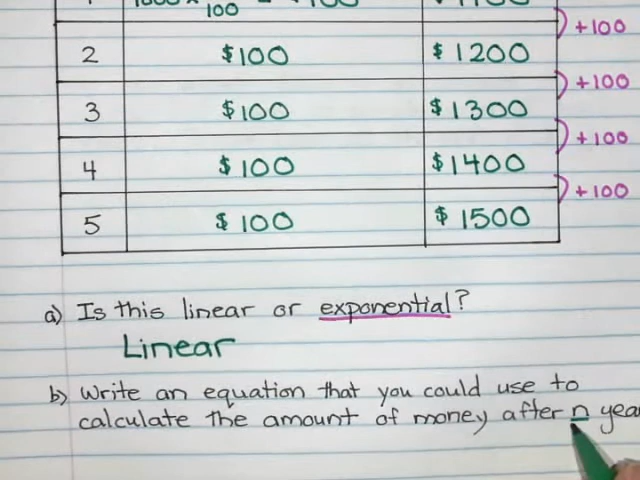 100
+100
2 $100 $1200
+100
3 $100 $1300
+100
4 $100 $1400
+100
5 $100 $1500
a) Is this linear or exponential?
Linear
b) Write an equation that you could use to
calculate the amount of money after n